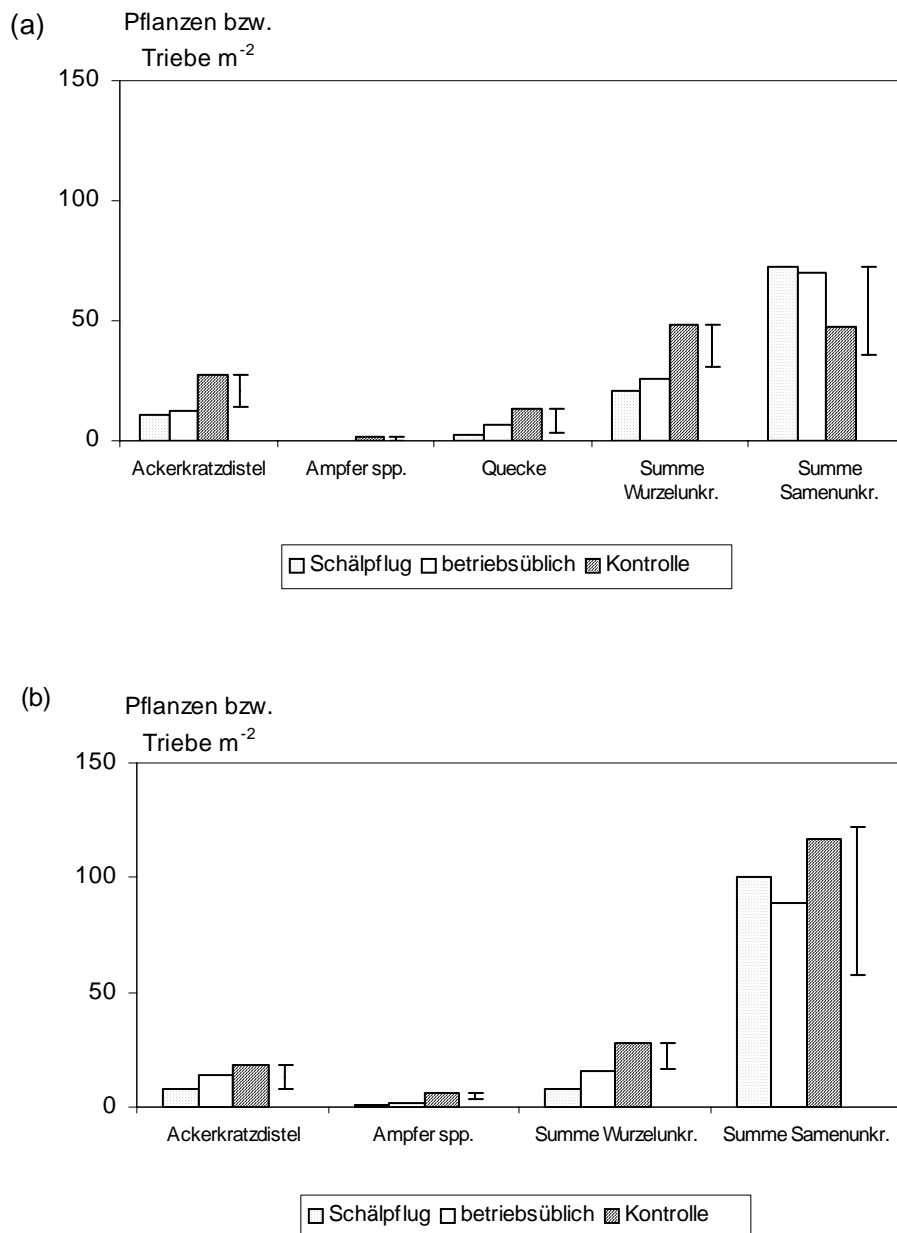 (a)
Pflanzen bzw.
Triebe m-2
150
100
50
0
Ackerkratzdistel
Ampfer spp.
Quecke
Summe
Wurzelunkr.
Summe
Samenunkr.
Schälpflug
betriebsüblich
Kontrolle
(b)
Pflanzen bzw.
Triebe m-2
150
100
50
0
Ackerkratzdistel
Ampfer spp.
Summe Wurzelunkr.
Summe Samenunkr.
Schälpflug
betriebsüblich
Kontrolle